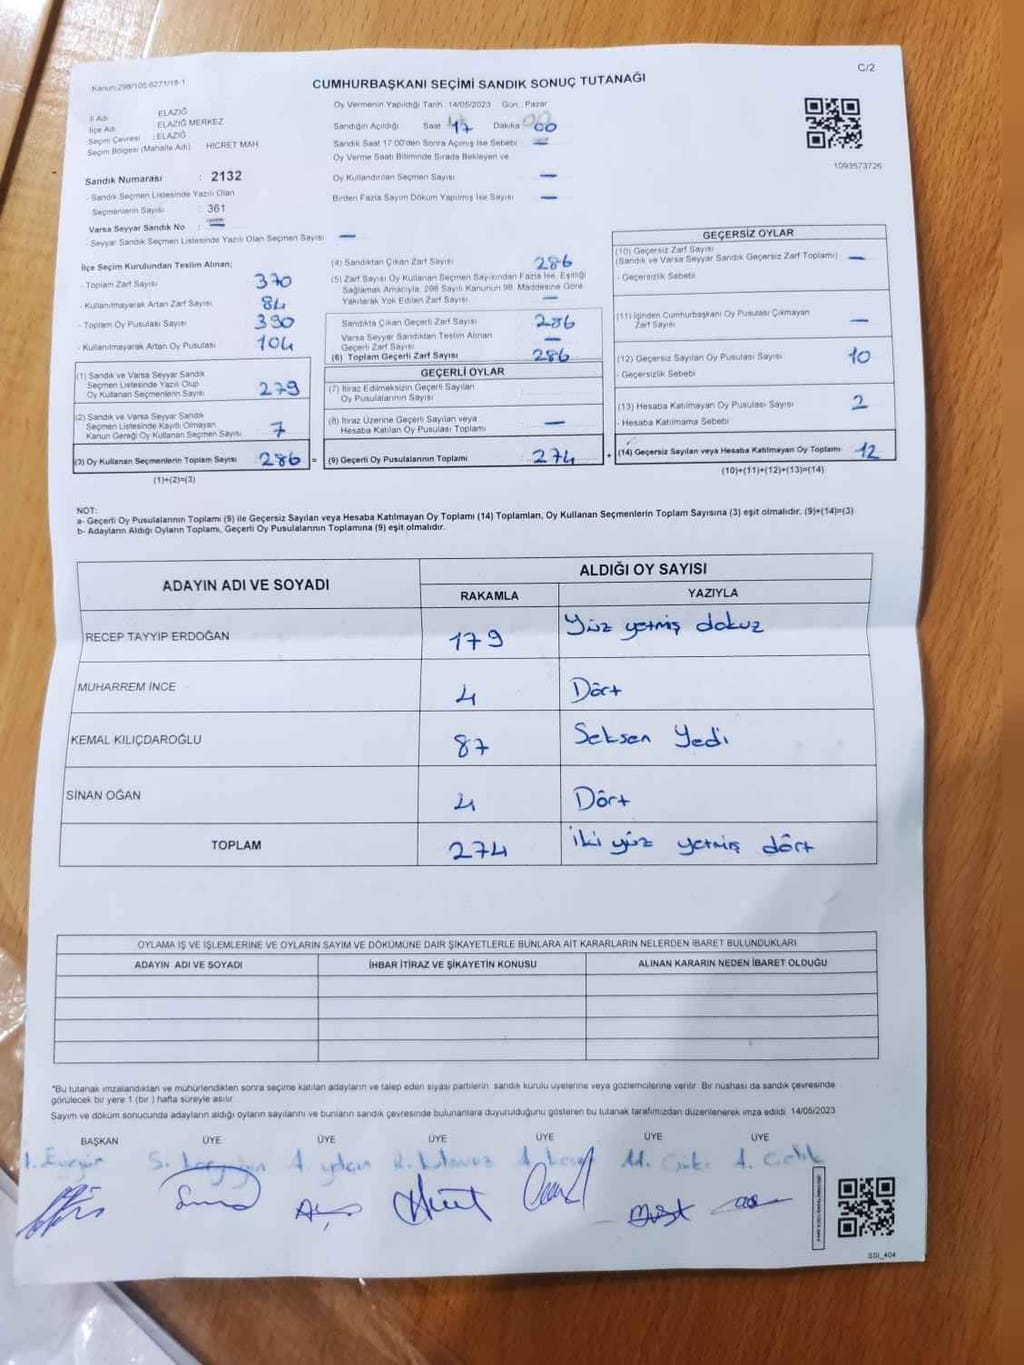 Kanun:298/105,6271/18-1
C/2
CUMHURBAŞKANI SEÇİMİ SANDIK SONUÇ TUTANAĞI
İl Adı ELAZIĞ
İlçe Adı ELAZIĞ MERKEZ
Seçim Çevresi : ELAZIĞ
Seçim Bölgesi (Mahalle Adı) HİCRET MAH
Sandık Numarası : 2132
- Sandık Seçmen Listesinde Yazılı Olan
Seçmenlerin Sayısı : 361
Varsa Seyyar Sandık No : —
- Seyyar Sandık Seçmen Listesinde Yazılı Olan Seçmen Sayısı —
Oy Vermenin Yapıldığı Tarih : 14/05/2023 Gün : Pazar
Sandığın Açıldığı Saat 17 Dakika 00
Sandık Saat 17.00'den Sonra Açılmış İse Sebebi —
Oy Verme Saati Bitiminde Sırada Bekleyen ve
Oy Kullandırılan Seçmen Sayısı —
Birden Fazla Sayım Döküm Yapılmış İse Sayısı —
1093573726
İlçe Seçim Kurulundan Teslim Alınan;
- Toplam Zarf Sayısı 370
- Kullanılmayarak Artan Zarf Sayısı 84
- Toplam Oy Pusulası Sayısı 390
- Kullanılmayarak Artan Oy Pusulası 104
(1) Sandık ve Varsa Seyyar Sandık
Seçmen Listesinde Yazılı Olup
Oy Kullanan Seçmenlerin Sayısı 279
(2) Sandık ve Varsa Seyyar Sandık
Seçmen Listesinde Kayıtlı Olmayan
Kanun Gereği Oy Kullanan Seçmen Sayısı 7
(3) Oy Kullanan Seçmenlerin Toplam Sayısı 286 =
(1)+(2)=(3)
(4) Sandıktan Çıkan Zarf Sayısı 286
(5) Zarf Sayısı Oy Kullanan Seçmen Sayısından Fazla İse, Eşitliği
Sağlamak Amacıyla, 298 Sayılı Kanunun 98. Maddesine Göre
Yakılarak Yok Edilen Zarf Sayısı —
Sandıkta Çıkan Geçerli Zarf Sayısı 286
Varsa Seyyar Sandıktan Teslim Alınan
Geçerli Zarf Sayısı —
(6) Toplam Geçerli Zarf Sayısı 286
GEÇERLİ OYLAR
(7) İtiraz Edilmeksizin Geçerli Sayılan
Oy Pusulalarının Sayısı
(8) İtiraz Üzerine Geçerli Sayılan veya
Hesaba Katılan Oy Pusulası Toplamı —
(9) Geçerli Oy Pusulalarının Toplamı 274 +
GEÇERSİZ OYLAR
(10) Geçersiz Zarf Sayısı
(Sandık ve Varsa Seyyar Sandık Geçersiz Zarf Toplamı) —
- Geçersizlik Sebebi
(11) İçinden Cumhurbaşkanı Oy Pusulası Çıkmayan
Zarf Sayısı —
(12) Geçersiz Sayılan Oy Pusulası Sayısı 10
- Geçersizlik Sebebi
(13) Hesaba Katılmayan Oy Pusulası Sayısı 2
- Hesaba Katılmama Sebebi
(14) Geçersiz Sayılan veya Hesaba Katılmayan Oy Toplamı 12
(10)+(11)+(12)+(13)=(14)
NOT:
a- Geçerli Oy Pusulalarının Toplamı (9) ile Geçersiz Sayılan veya Hesaba Katılmayan Oy Toplamı (14) Toplamları, Oy Kullanan Seçmenlerin Toplam Sayısına (3) eşit olmalıdır. (9)+(14)=(3)
b- Adayların Aldığı Oyların Toplamı, Geçerli Oy Pusulalarının Toplamına (9) eşit olmalıdır.
ADAYIN ADI VE SOYADI ALDIĞI OY SAYISI
RAKAMLA YAZIYLA
RECEP TAYYİP ERDOĞAN 179 Yüz yetmiş dokuz
MUHARREM İNCE 4 Dört
KEMAL KILIÇDAROĞLU 87 Seksen Yedi
SİNAN OĞAN 4 Dört
TOPLAM 274 İki yüz yetmiş dört
OYLAMA İŞ VE İŞLEMLERİNE VE OYLARIN SAYIM VE DÖKÜMÜNE DAİR ŞİKAYETLERLE BUNLARA AİT KARARLARIN NELERDEN İBARET BULUNDUKLARI
ADAYIN ADI VE SOYADI İHBAR İTİRAZ VE ŞİKAYETİN KONUSU ALINAN KARARIN NEDEN İBARET OLDUĞU
*Bu tutanak imzalandıktan ve mühürlendikten sonra seçime katılan adayların ve talep eden siyasi partilerin sandık kurulu üyelerine veya gözlemcilerine verilir. Bir nüshası da sandık çevresinde
görülecek bir yere 1 (bir) hafta süreyle asılır.
Sayım ve döküm sonucunda adayların aldığı oyların sayılarını ve bunların sandık çevresinde bulunanlara duyurulduğunu gösteren bu tutanak tarafımızdan düzenlenerek imza edildi. 14/05/2023
BAŞKAN ÜYE ÜYE ÜYE ÜYE ÜYE ÜYE
A. yalçın
SSI_404